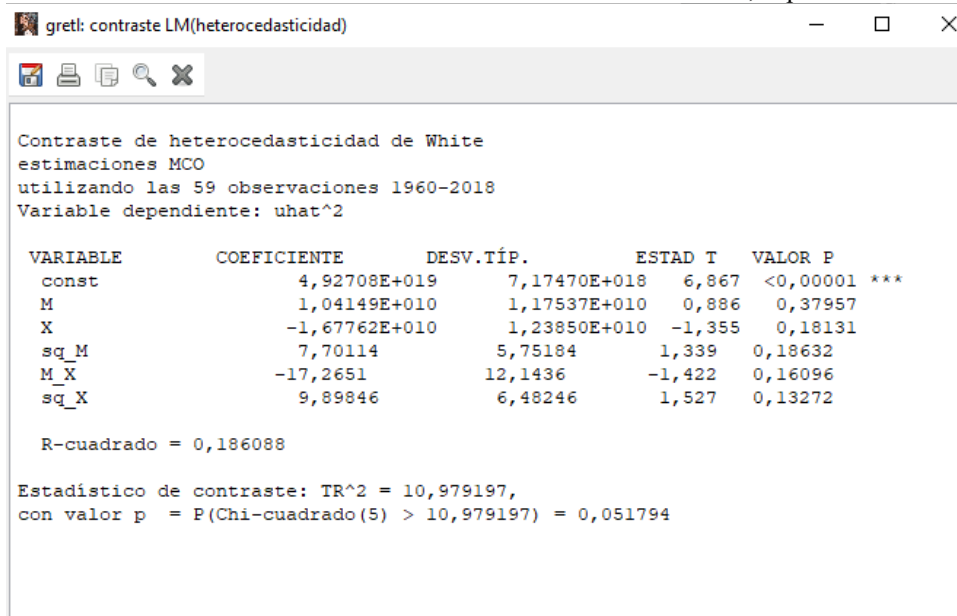 gretl: contraste LM(heterocedasticidad)
Contraste de heterocedasticidad de White
estimaciones MCO
utilizando las 59 observaciones 1960-2018
Variable dependiente: uhat^2
VARIABLE COEFICIENTE DESV.TÍP. ESTAD T VALOR P
const 4,92708E+019 7,17470E+018 6,867 <0,00001 ***
M 1,04149E+010 1,17537E+010 0,886 0,37957
X -1,67762E+010 1,23850E+010 -1,355 0,18131
sq_M 7,70114 5,75184 1,339 0,18632
M_X -17,2651 12,1436 -1,422 0,16096
sq_X 9,89846 6,48246 1,527 0,13272
R-cuadrado = 0,186088
Estadístico de contraste: TR^2 = 10,979197,
con valor p = P(Chi-cuadrado(5) > 10,979197) = 0,051794